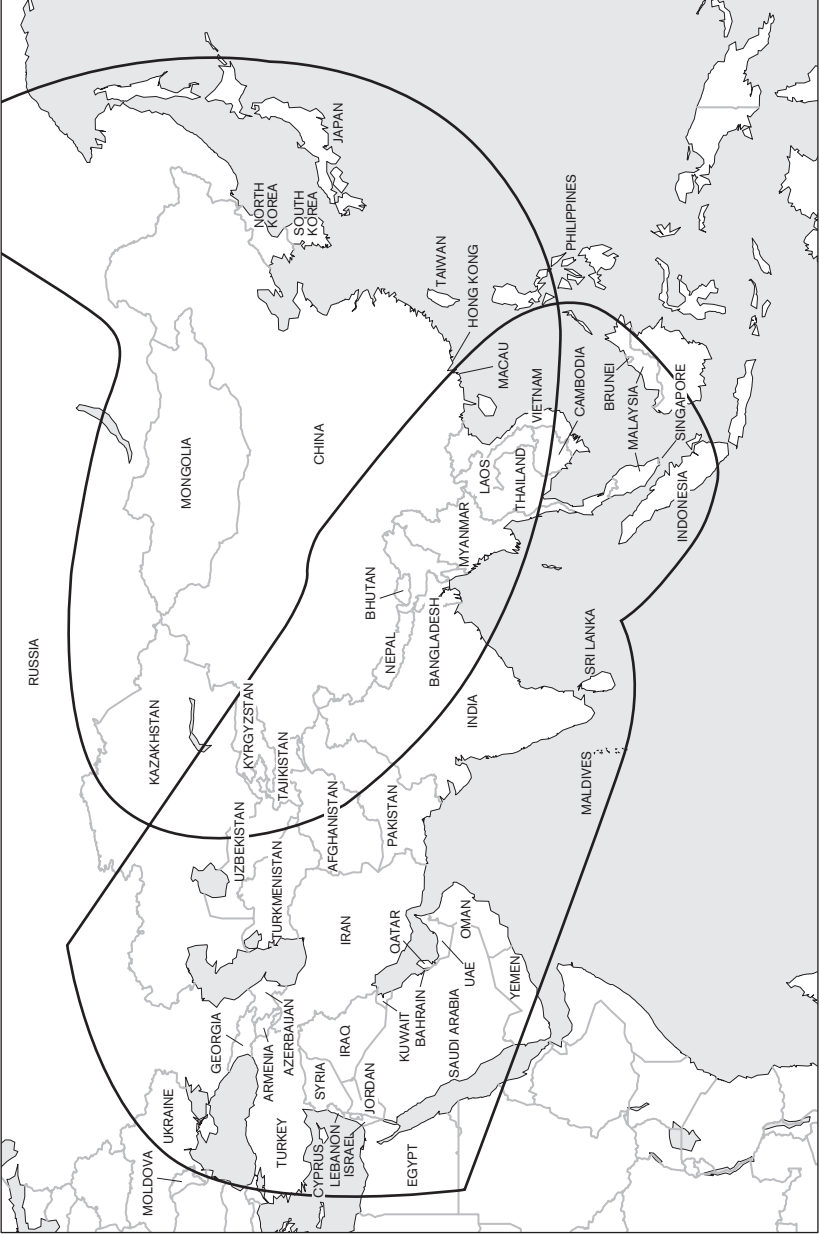 RUSSIA
MOLDOVA
UKRAINE
GEORGIA
ARMENIA
AZERBAIJAN
TURKEY
CYPRUS
LEBANON
ISRAEL
SYRIA
JORDAN
EGYPT
IRAQ
KUWAIT
BAHRAIN
SAUDI ARABIA
QATAR
UAE
YEMEN
OMAN
IRAN
TURKMENISTAN
UZBEKISTAN
KAZAKHSTAN
KYRGYZSTAN
TAJIKISTAN
AFGHANISTAN
PAKISTAN
INDIA
MALDIVES
SRI LANKA
NEPAL
BHUTAN
BANGLADESH
MONGOLIA
CHINA
MYANMAR
LAOS
THAILAND
VIETNAM
CAMBODIA
MACAU
HONG KONG
TAIWAN
NORTH
KOREA
SOUTH
KOREA
JAPAN
PHILIPPINES
BRUNEI
MALAYSIA
SINGAPORE
INDONESIA